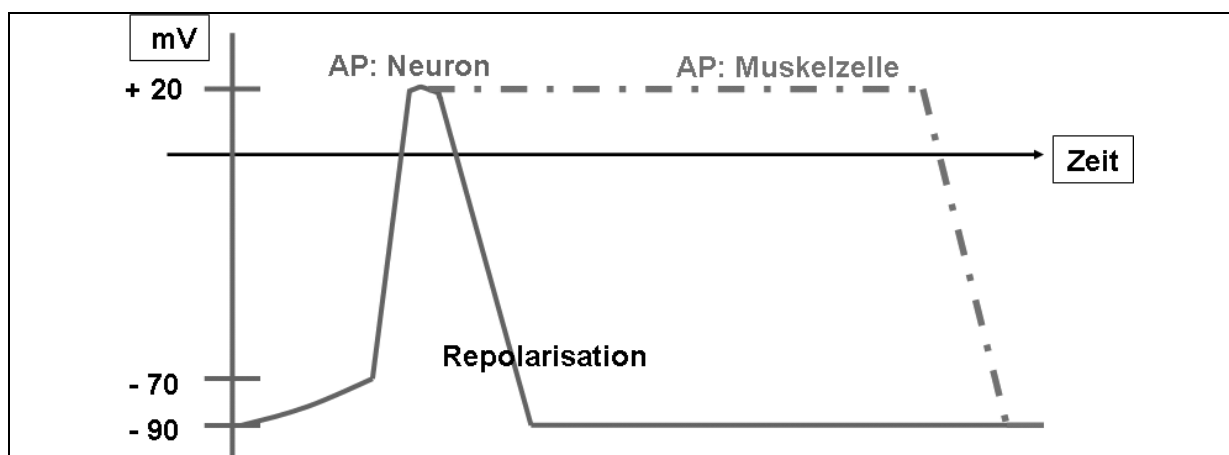 mV
AP: Neuron
AP: Muskelzelle
+ 20
Zeit
Repolarisation
- 70
- 90